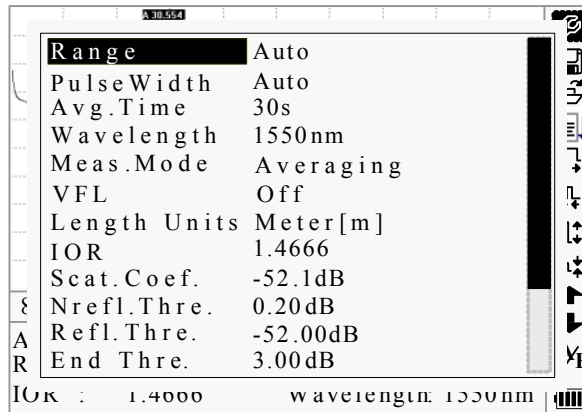 A 30.554
Range Auto
PulseWidth Auto
Avg.Time 30s
Wavelength 1550nm
Meas.Mode Averaging
VFL Off
Length Units Meter[m]
IOR 1.4666
Scat.Coef. -52.1dB
Nrefl.Thre. 0.20dB
Refl.Thre. -52.00dB
End Thre. 3.00dB
A
R
IOR : 1.4666 Wavelength: 1550nm